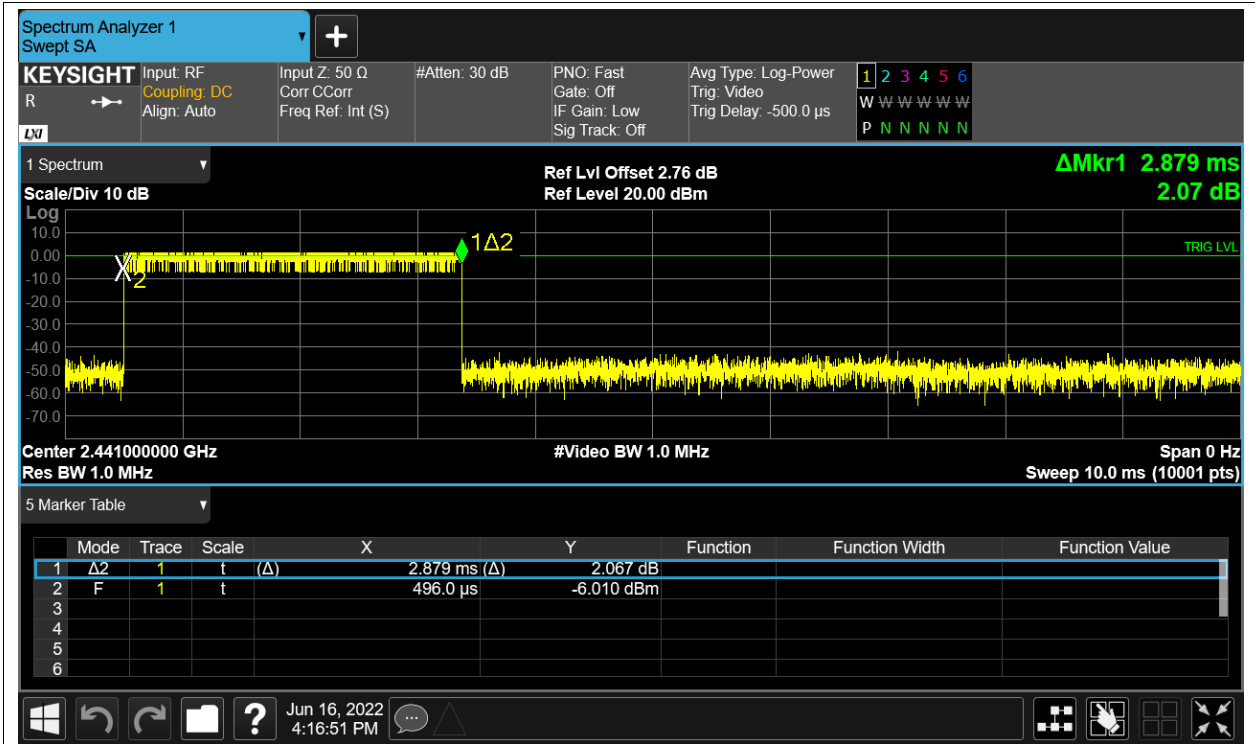 Spectrum Analyzer 1
Swept SA
KEYSIGHT
R
LXI
Input: RF
Coupling: DC
Align: Auto
Input Z: 50 Ω
Corr CCorr
Freq Ref: Int (S)
#Atten: 30 dB
PNO: Fast
Gate: Off
IF Gain: Low
Sig Track: Off
Avg Type: Log-Power
Trig: Video
Trig Delay: -500.0 µs
1 2 3 4 5 6
W W W W W W
P N N N N N
1 Spectrum
Scale/Div 10 dB
Ref Lvl Offset 2.76 dB
Ref Level 20.00 dBm
ΔMkr1 2.879 ms
2.07 dB
Log
10.0
0.00
-10.0
-20.0
-30.0
-40.0
-50.0
-60.0
-70.0
1Δ2
2
TRIG LVL
Center 2.441000000 GHz
#Video BW 1.0 MHz
Span 0 Hz
Res BW 1.0 MHz
Sweep 10.0 ms (10001 pts)
5 Marker Table
Mode Trace Scale X Y Function Function Width Function Value
1 Δ2 1 t (Δ) 2.879 ms (Δ) 2.067 dB
2 F 1 t 496.0 µs -6.010 dBm
3
4
5
6
?
Jun 16, 2022
4:16:51 PM